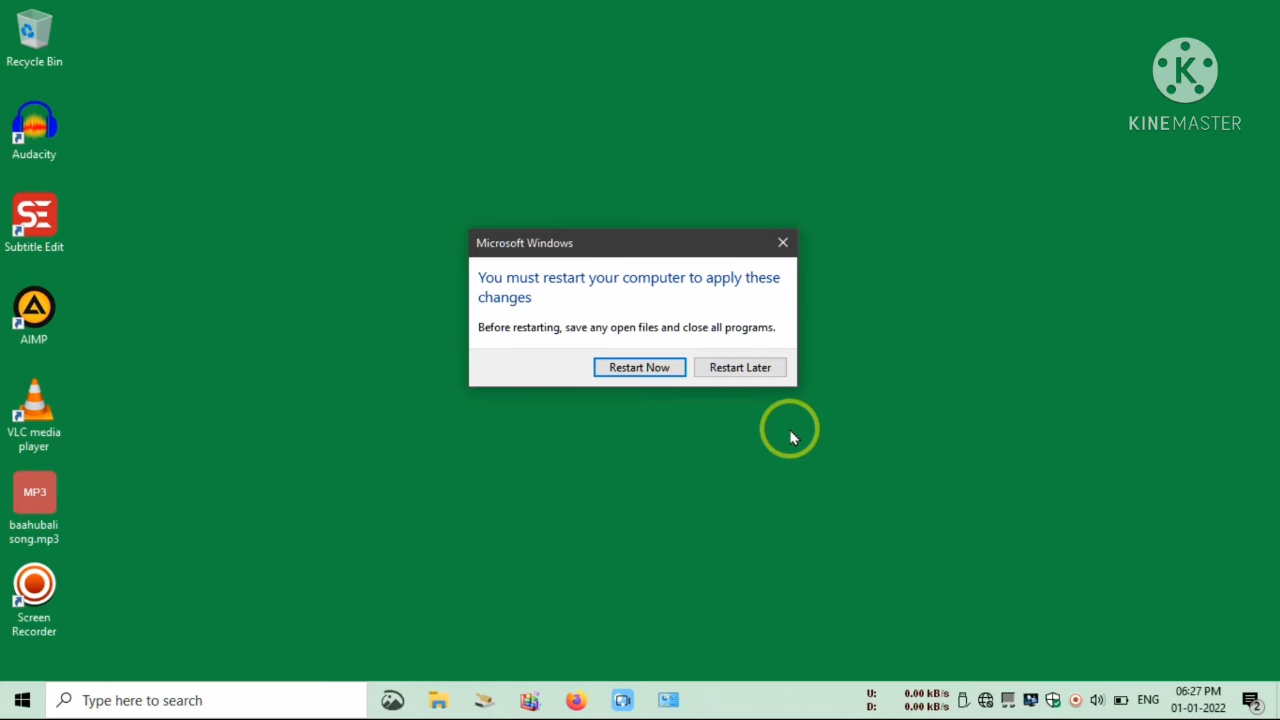 Recycle Bin
K
KINEMASTER
Audacity
SE
Subtitle Edit
AIMP
VLC media
player
MP3
baahubali
song.mp3
Screen
Recorder
Microsoft Windows
You must restart your computer to apply these
changes
Before restarting, save any open files and close all programs.
Restart Now
Restart Later
Type here to search
U: 0.00 kB/s
D: 0.00 kB/s
ENG
06:27 PM
01-01-2022
2